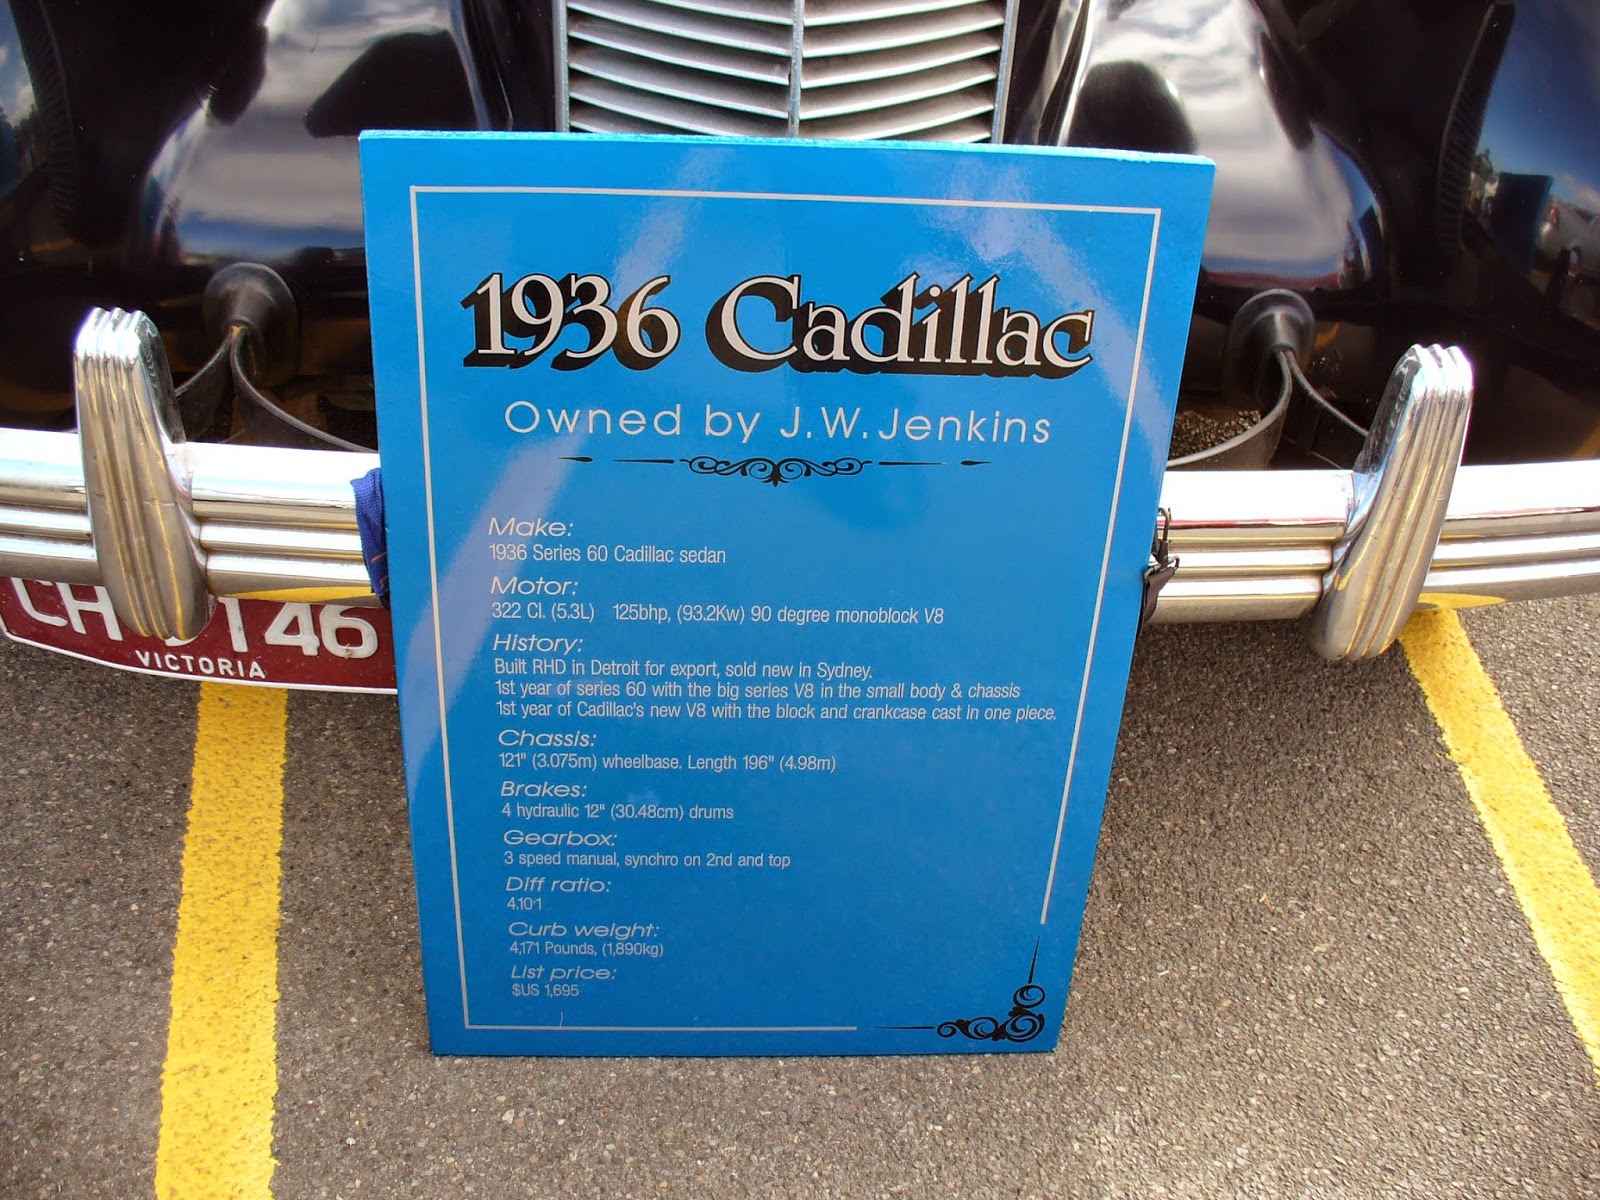 1936 Cadillac
Owned by J.W. Jenkins
Make:
1936 Series 60 Cadillac sedan
Motor:
322 CI. (5.3L) 125bhp, (93.2Kw) 90 degree monoblock V8
History:
Built RHD in Detroit for export, sold new in Sydney.
1st year of series 60 with the big series V8 in the small body & chassis
1st year of Cadillac's new V8 with the block and crankcase cast in one piece.
Chassis:
121" (3.075m) wheelbase. Length 196" (4.98m)
Brakes:
4 hydraulic 12" (30.48cm) drums
Gearbox:
3 speed manual, synchro on 2nd and top
Diff ratio:
4.10:1
Curb weight:
4,171 Pounds, (1,890kg)
List price:
$US 1,695
VICTORIA